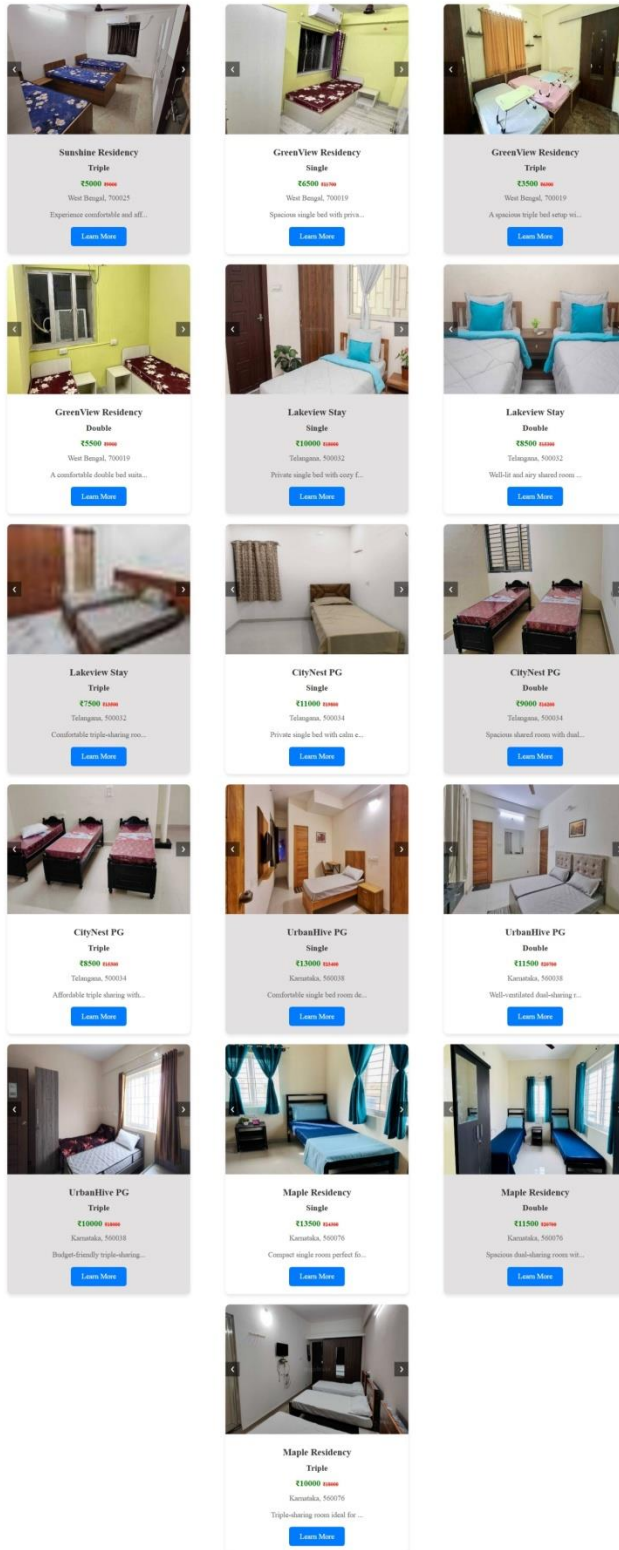 Sunshine Residency
Triple
₹5000
West Bengal, 700025
Experience comfortable and aff...
Learn More
GreenView Residency
Single
₹6500
West Bengal, 700019
Spacious single bed with priva...
Learn More
GreenView Residency
Triple
₹3500
West Bengal, 700019
A spacious triple bed setup wi...
Learn More
GreenView Residency
Double
₹5500
West Bengal, 700019
A comfortable double bed suita...
Learn More
Lakeview Stay
Single
₹10000
Telangana, 500032
Private single bed with cozy f...
Learn More
Lakeview Stay
Double
₹8500
Telangana, 500032
Well-lit and airy shared room ...
Learn More
Lakeview Stay
Triple
₹7500
Telangana, 500032
Comfortable triple-sharing roo...
Learn More
CityNest PG
Single
₹11000
Telangana, 500034
Private single bed with calm e...
Learn More
CityNest PG
Double
₹9000
Telangana, 500034
Spacious shared room with dual...
Learn More
CityNest PG
Triple
₹8500
Telangana, 500034
Affordable triple sharing with...
Learn More
UrbanHive PG
Single
₹13000
Karnataka, 560038
Comfortable single bed room de...
Learn More
UrbanHive PG
Double
₹11500
Karnataka, 560038
Well-ventilated dual-sharing r...
Learn More
UrbanHive PG
Triple
₹10000
Karnataka, 560038
Budget-friendly triple-sharing...
Learn More
Maple Residency
Single
₹13500
Karnataka, 560076
Compact single room perfect fo...
Learn More
Maple Residency
Double
₹11500
Karnataka, 560076
Spacious dual-sharing room wit...
Learn More
Maple Residency
Triple
₹10000
Karnataka, 560076
Triple-sharing room ideal for ...
Learn More